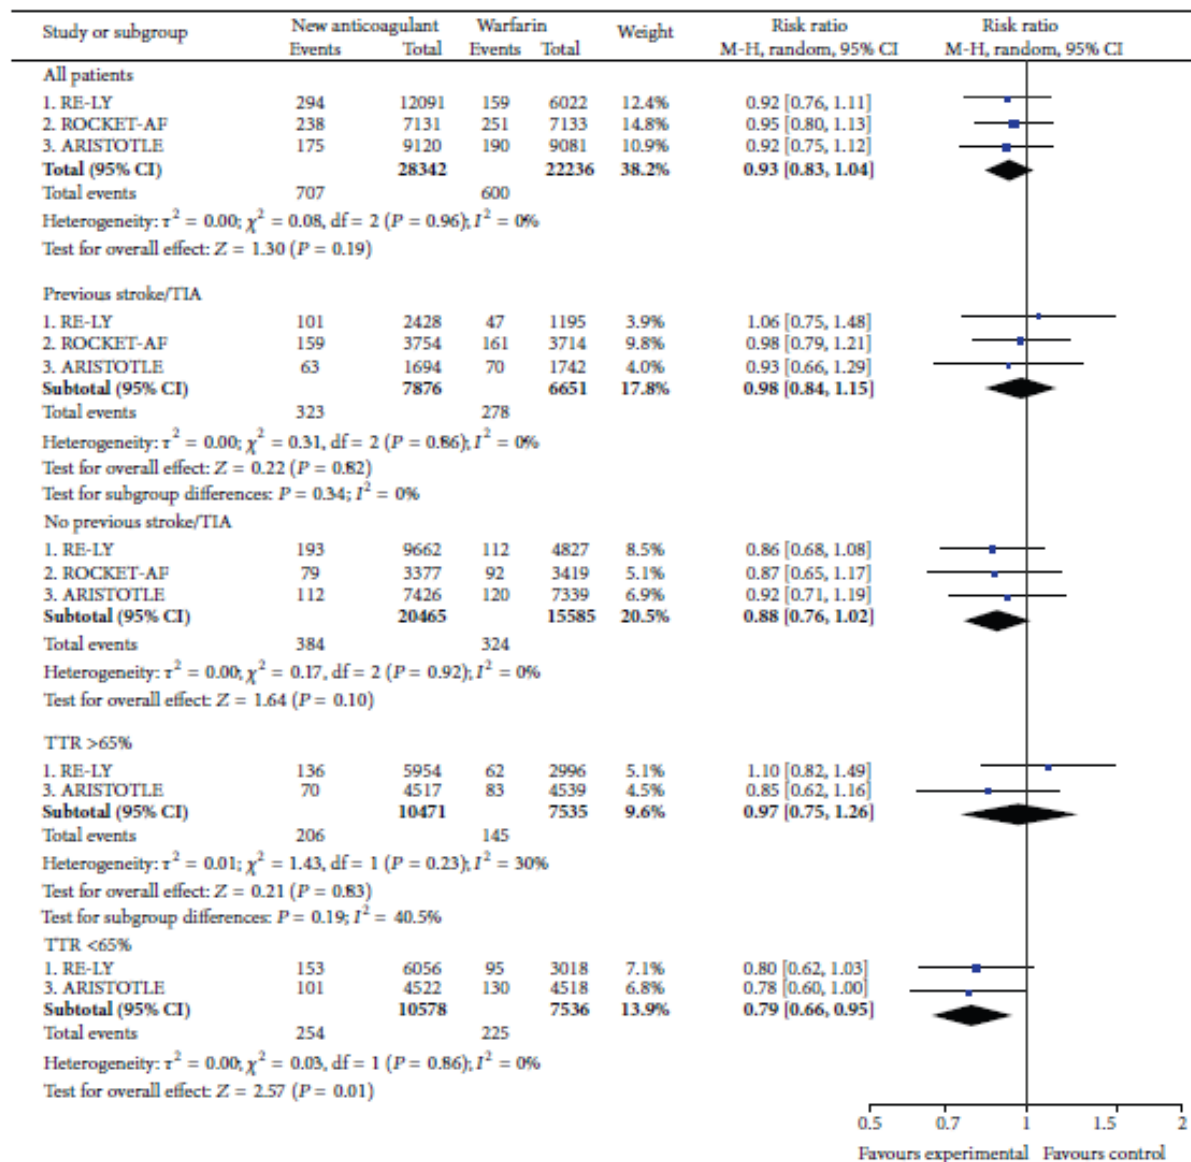 Study or subgroup New anticoagulant Warfarin Weight Risk ratio Risk ratio
Events Total Events Total M-H, random, 95% CI M-H, random, 95% CI
All patients
1. RE-LY 294 12091 159 6022 12.4% 0.92 [0.76, 1.11]
2. ROCKET-AF 238 7131 251 7133 14.8% 0.95 [0.80, 1.13]
3. ARISTOTLE 175 9120 190 9081 10.9% 0.92 [0.75, 1.12]
Total (95% CI) 28342 22236 38.2% 0.93 [0.83, 1.04]
Total events 707 600
Heterogeneity: τ² = 0.00; χ² = 0.08, df = 2 (P = 0.96); I² = 0%
Test for overall effect: Z = 1.30 (P = 0.19)
Previous stroke/TIA
1. RE-LY 101 2428 47 1195 3.9% 1.06 [0.75, 1.48]
2. ROCKET-AF 159 3754 161 3714 9.8% 0.98 [0.79, 1.21]
3. ARISTOTLE 63 1694 70 1742 4.0% 0.93 [0.66, 1.29]
Subtotal (95% CI) 7876 6651 17.8% 0.98 [0.84, 1.15]
Total events 323 278
Heterogeneity: τ² = 0.00; χ² = 0.31, df = 2 (P = 0.86); I² = 0%
Test for overall effect: Z = 0.22 (P = 0.82)
Test for subgroup differences: P = 0.34; I² = 0%
No previous stroke/TIA
1. RE-LY 193 9662 112 4827 8.5% 0.86 [0.68, 1.08]
2. ROCKET-AF 79 3377 92 3419 5.1% 0.87 [0.65, 1.17]
3. ARISTOTLE 112 7426 120 7339 6.9% 0.92 [0.71, 1.19]
Subtotal (95% CI) 20465 15585 20.5% 0.88 [0.76, 1.02]
Total events 384 324
Heterogeneity: τ² = 0.00; χ² = 0.17, df = 2 (P = 0.92); I² = 0%
Test for overall effect: Z = 1.64 (P = 0.10)
TTR >65%
1. RE-LY 136 5954 62 2996 5.1% 1.10 [0.82, 1.49]
3. ARISTOTLE 70 4517 83 4539 4.5% 0.85 [0.62, 1.16]
Subtotal (95% CI) 10471 7535 9.6% 0.97 [0.75, 1.26]
Total events 206 145
Heterogeneity: τ² = 0.01; χ² = 1.43, df = 1 (P = 0.23); I² = 30%
Test for overall effect: Z = 0.21 (P = 0.83)
Test for subgroup differences: P = 0.19; I² = 40.5%
TTR <65%
1. RE-LY 153 6056 95 3018 7.1% 0.80 [0.62, 1.03]
3. ARISTOTLE 101 4522 130 4518 6.8% 0.78 [0.60, 1.00]
Subtotal (95% CI) 10578 7536 13.9% 0.79 [0.66, 0.95]
Total events 254 225
Heterogeneity: τ² = 0.00; χ² = 0.03, df = 1 (P = 0.86); I² = 0%
Test for overall effect: Z = 2.57 (P = 0.01)
0.5 0.7 1 1.5 2
Favours experimental Favours control